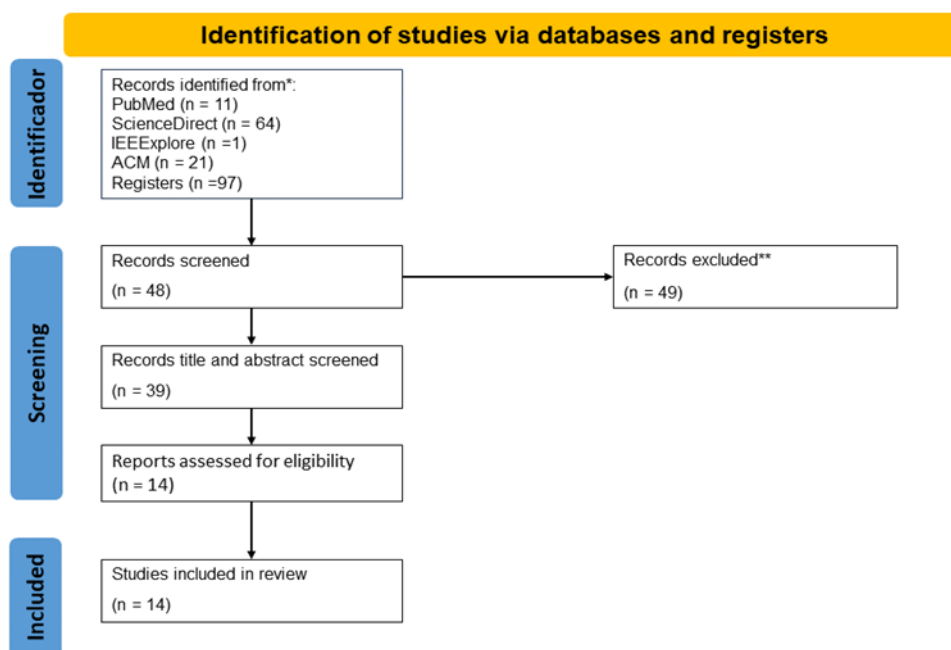 Identification of studies via databases and registers
Identificador
Records identified from*:
PubMed (n = 11)
ScienceDirect (n = 64)
IEEExplore (n =1)
ACM (n = 21)
Registers (n =97)
Screening
Records screened
(n = 48)
Records excluded**
(n = 49)
Records title and abstract screened
(n = 39)
Reports assessed for eligibility
(n = 14)
Included
Studies included in review
(n = 14)